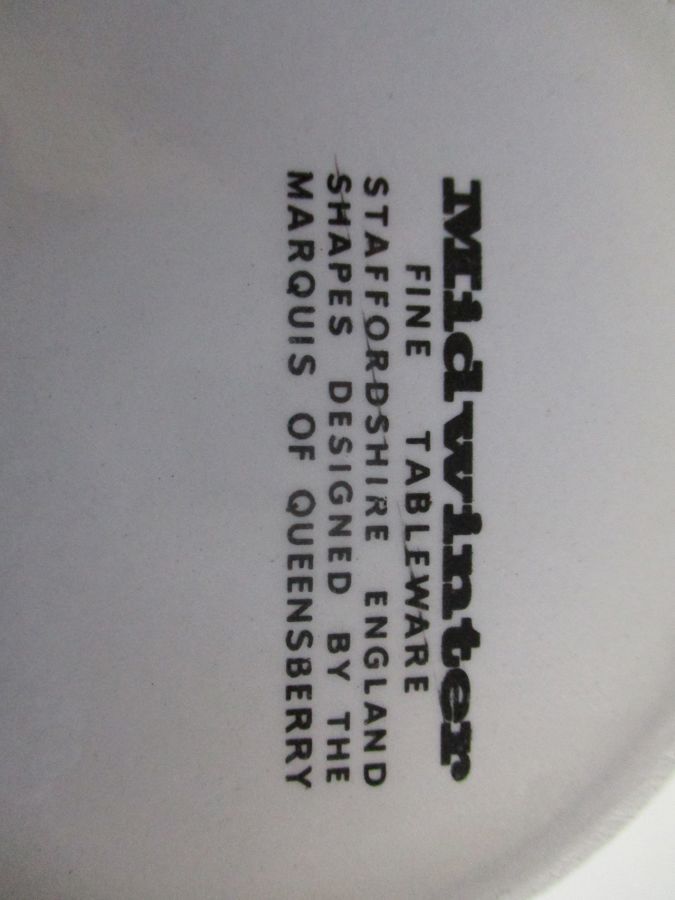 Midwinter
FINE TABLEWARE
STAFFORDSHIRE ENGLAND
SHAPES DESIGNED BY THE
MARQUIS OF QUEENSBERRY